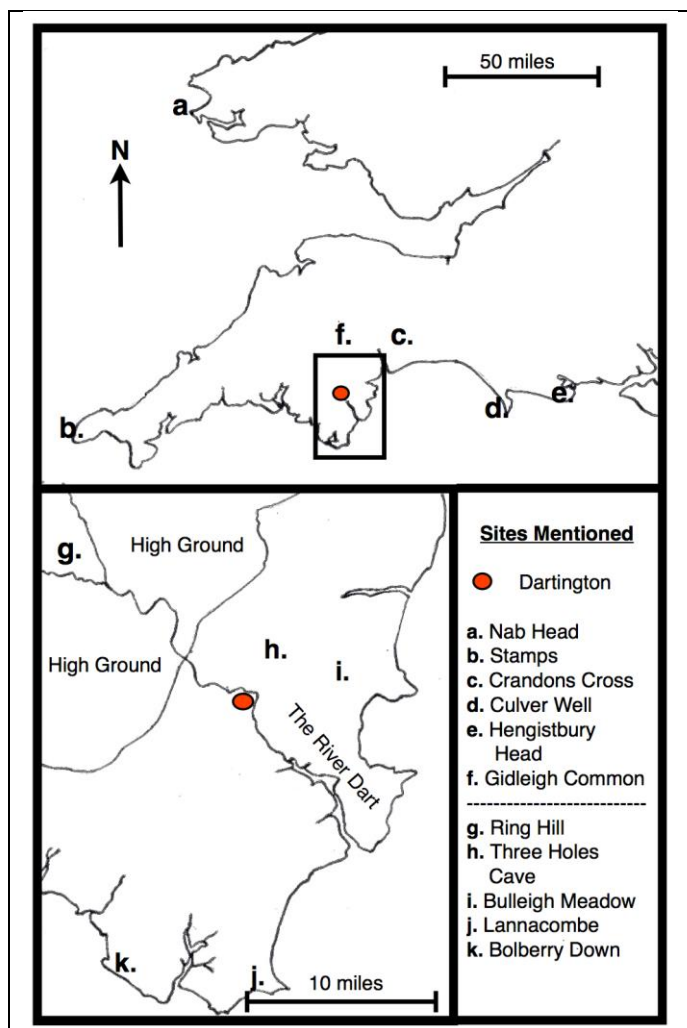 50 miles
a.
N
f.
c.
b.
d.
e.
g.
High Ground
High Ground
h.
i.
The River Dart
k.
j.
10 miles
Sites Mentioned
Dartington
a. Nab Head
b. Stamps
c. Crandons Cross
d. Culver Well
e. Hengistbury
Head
f. Gidleigh Common
----------------------------
g. Ring Hill
h. Three Holes
Cave
i. Bulleigh Meadow
j. Lannacombe
k. Bolberry Down